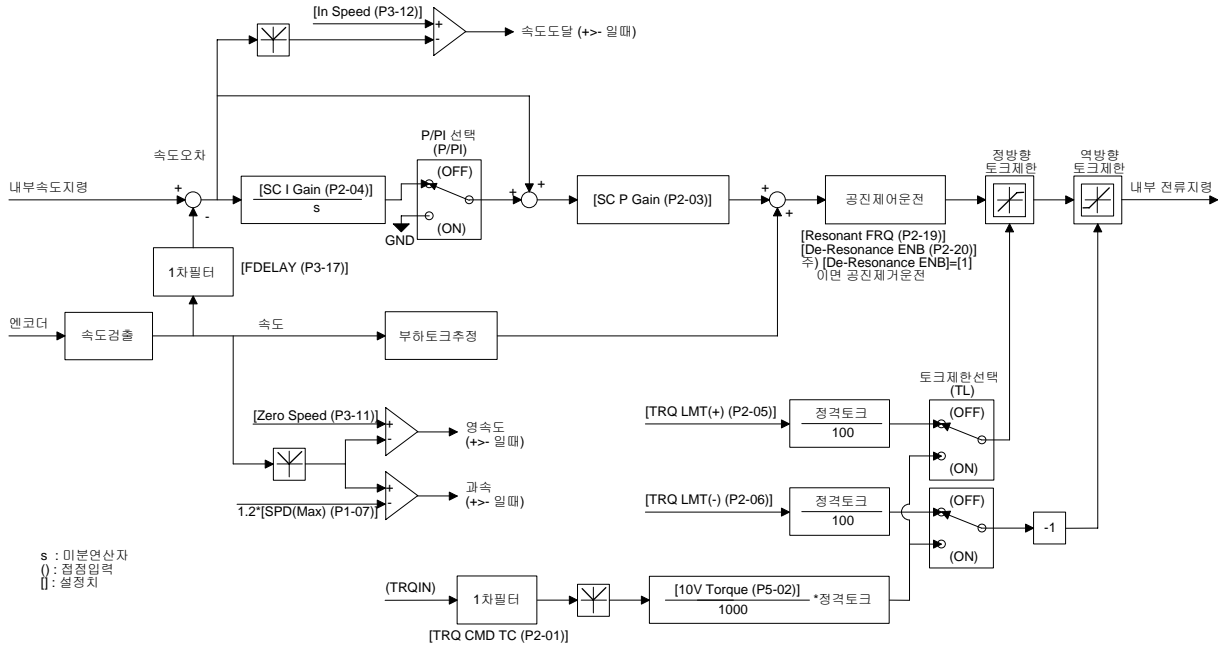 [In Speed (P3-12)]
+
-
속도도달 (+>- 일때)
속도오차
P/PI 선택
(P/PI)
정방향
토크제한
역방향
토크제한
내부속도지령
+
-
[SC I Gain (P2-04)]
s
(OFF)
(ON)
GND
+
+
[SC P Gain (P2-03)]
+
+
공진제어운전
내부 전류지령
[Resonant FRQ (P2-19)]
[De-Resonance ENB (P2-20)]
주) [De-Resonance ENB]=[1]
이면 공진제거운전
1차필터
[FDELAY (P3-17)]
엔코더
속도검출
속도
부하토크추정
토크제한선택
(TL)
[Zero Speed (P3-11)]
+
-
영속도
(+>- 일때)
[TRQ LMT(+) (P2-05)]
정격토크
100
(OFF)
(ON)
+
-
과속
(+>- 일때)
1.2*[SPD(Max) (P1-07)]
[TRQ LMT(-) (P2-06)]
정격토크
100
(OFF)
(ON)
-1
s : 미분연산자
() : 접점입력
[] : 설정치
(TRQIN)
1차필터
[TRQ CMD TC (P2-01)]
[10V Torque (P5-02)]
1000
*정격토크